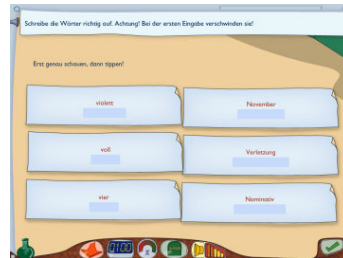 Schreibe die Wörter richtig auf. Achtung! Bei der ersten Eingabe verschwinden sie!
Erst genau schauen, dann tippen!
violett
November
voll
Verletzung
vier
Nominativ
0100